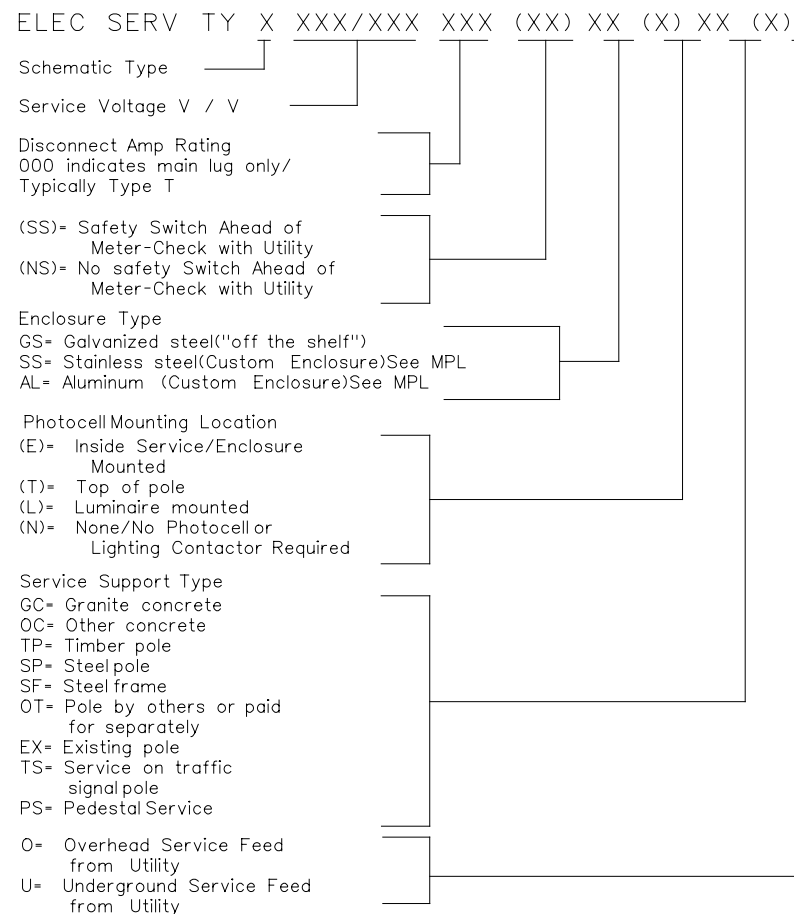 ELEC SERV TY X XXX/XXX XXX (XX) XX (X) XX (X)
Schematic Type
Service Voltage V / V
Disconnect Amp Rating
000 indicates main lug only/
Typically Type T
(SS)= Safety Switch Ahead of
Meter-Check with Utility
(NS)= No safety Switch Ahead of
Meter-Check with Utility
Enclosure Type
GS= Galvanized steel("off the shelf")
SS= Stainless steel(Custom Enclosure)See MPL
AL= Aluminum (Custom Enclosure)See MPL
Photocell Mounting Location
(E)= Inside Service/Enclosure
Mounted
(T)= Top of pole
(L)= Luminaire mounted
(N)= None/No Photocell or
Lighting Contactor Required
Service Support Type
GC= Granite concrete
OC= Other concrete
TP= Timber pole
SP= Steel pole
SF= Steel frame
OT= Pole by others or paid
for separately
EX= Existing pole
TS= Service on traffic
signal pole
PS= Pedestal Service
O= Overhead Service Feed
from Utility
U= Underground Service Feed
from Utility